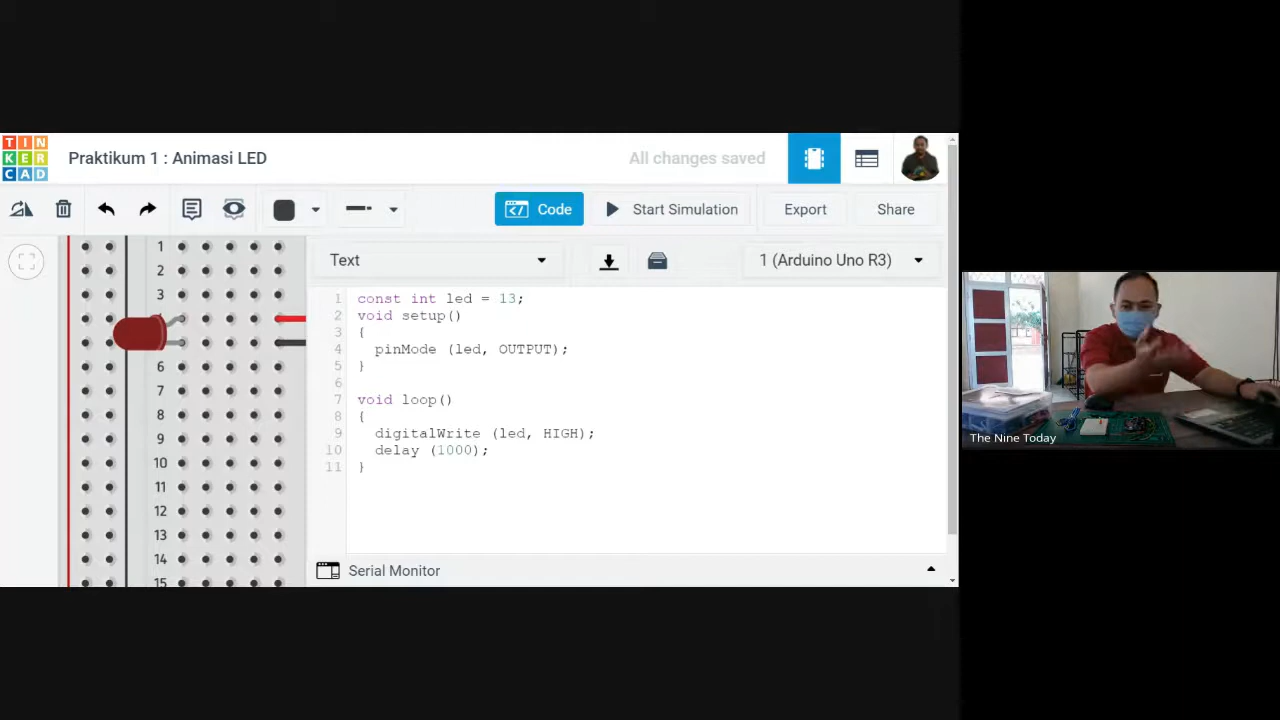 TINKERCAD
Praktikum 1 : Animasi LED
All changes saved
Code
Start Simulation
Export
Share
Text
1 (Arduino Uno R3)
1
2
3
6
7
8
9
10
11
12
13
14
15
1 const int led = 13;
2 void setup()
3 {
4 pinMode (led, OUTPUT);
5 }
6
7 void loop()
8 {
9 digitalWrite (led, HIGH);
10 delay (1000);
11 }
Serial Monitor
The Nine Today